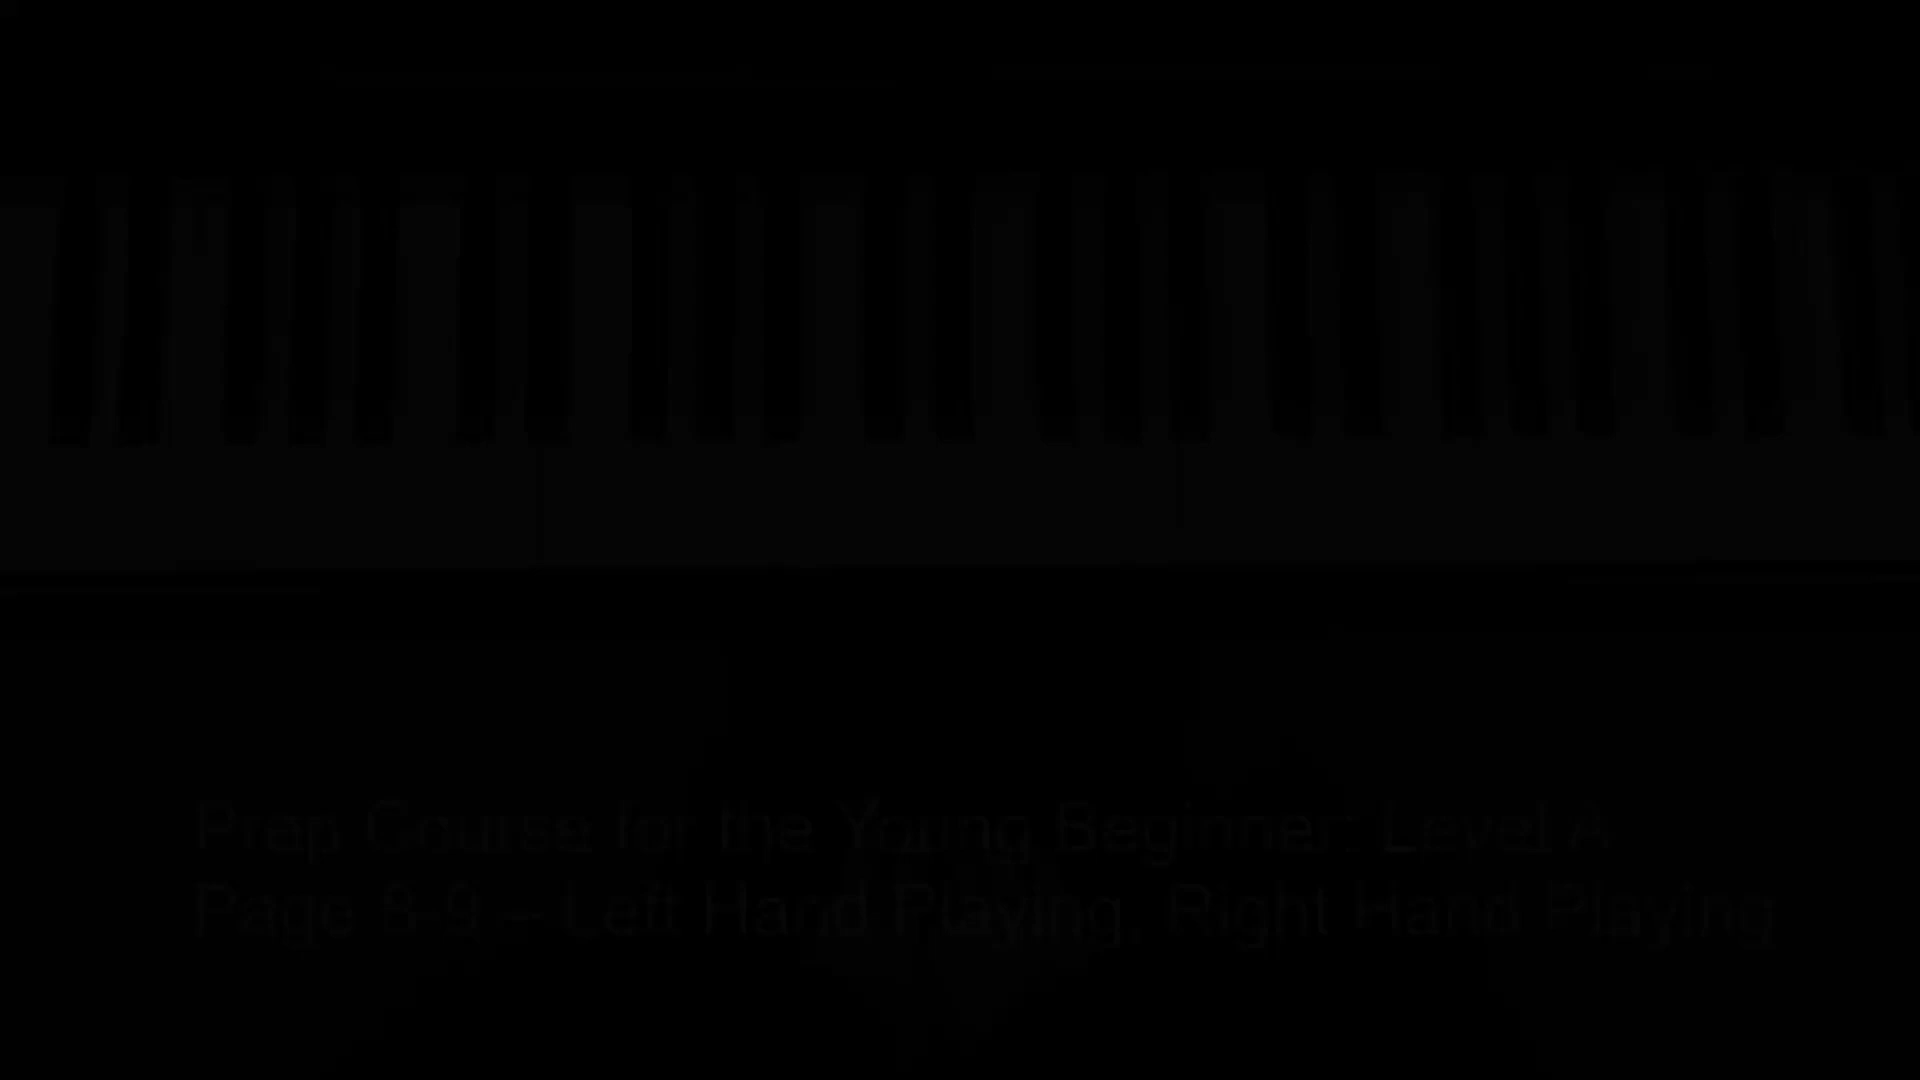 Prep Course for the Young Beginner: Level A
Page 8-9 – Left Hand Playing, Right Hand Playing